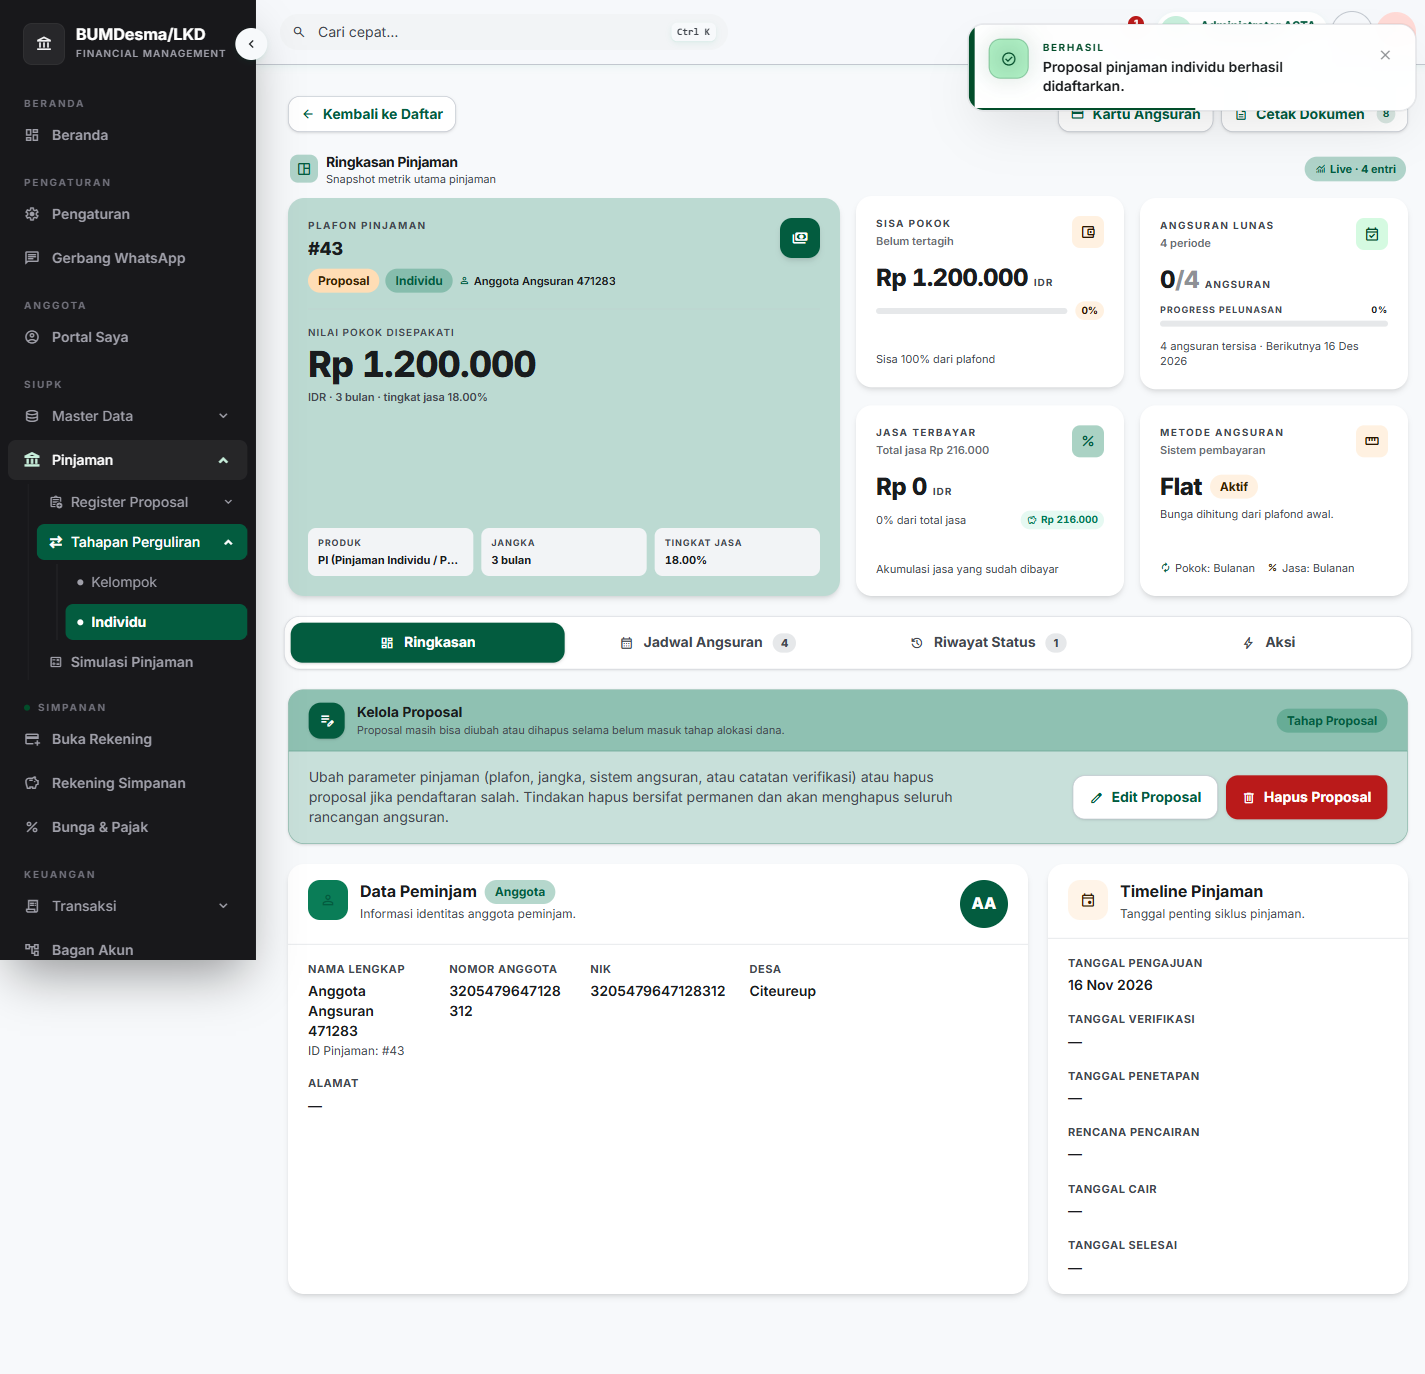 BUMDesma/LKD
FINANCIAL MANAGEMENT
BERANDA
Beranda
PENGATURAN
Pengaturan
Gerbang WhatsApp
ANGGOTA
Portal Saya
SIUPK
Master Data
Pinjaman
Register Proposal
Tahapan Perguliran
Kelompok
Individu
Simulasi Pinjaman
SIMPANAN
Buka Rekening
Rekening Simpanan
Bunga & Pajak
KEUANGAN
Transaksi
Bagan Akun
Cari cepat...
Ctrl K
BERHASIL
Proposal pinjaman individu berhasil
didaftarkan.
Kembali ke Daftar
Kartu Angsuran
Cetak Dokumen 8
Ringkasan Pinjaman
Snapshot metrik utama pinjaman
Live · 4 entri
PLAFON PINJAMAN
#43
Proposal Individu Anggota Angsuran 471283
NILAI POKOK DISEPAKATI
Rp 1.200.000
IDR · 3 bulan · tingkat jasa 18.00%
PRODUK
PI (Pinjaman Individu / P...
JANGKA
3 bulan
TINGKAT JASA
18.00%
SISA POKOK
Belum tertagih
Rp 1.200.000 IDR
0%
Sisa 100% dari plafond
ANGSURAN LUNAS
4 periode
0/4 ANGSURAN
PROGRESS PELUNASAN 0%
4 angsuran tersisa · Berikutnya 16 Des
2026
JASA TERBAYAR
Total jasa Rp 216.000
Rp 0 IDR
0% dari total jasa Rp 216.000
Akumulasi jasa yang sudah dibayar
METODE ANGSURAN
Sistem pembayaran
Flat Aktif
Bunga dihitung dari plafond awal.
Pokok: Bulanan Jasa: Bulanan
Ringkasan
Jadwal Angsuran 4
Riwayat Status 1
Aksi
Kelola Proposal
Proposal masih bisa diubah atau dihapus selama belum masuk tahap alokasi dana.
Tahap Proposal
Ubah parameter pinjaman (plafon, jangka, sistem angsuran, atau catatan verifikasi) atau hapus
proposal jika pendaftaran salah. Tindakan hapus bersifat permanen dan akan menghapus seluruh
rancangan angsuran.
Edit Proposal
Hapus Proposal
Data Peminjam Anggota
Informasi identitas anggota peminjam.
AA
NAMA LENGKAP
Anggota
Angsuran
471283
ID Pinjaman: #43
NOMOR ANGGOTA
3205479647128
312
NIK
3205479647128312
DESA
Citeureup
ALAMAT
—
Timeline Pinjaman
Tanggal penting siklus pinjaman.
TANGGAL PENGAJUAN
16 Nov 2026
TANGGAL VERIFIKASI
—
TANGGAL PENETAPAN
—
RENCANA PENCAIRAN
—
TANGGAL CAIR
—
TANGGAL SELESAI
—